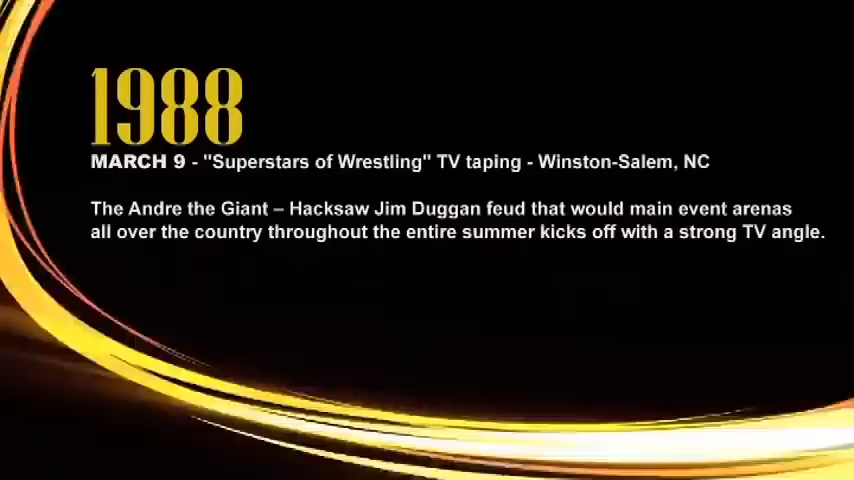 1988
MARCH 9 - "Superstars of Wrestling" TV taping - Winston-Salem, NC
The Andre the Giant – Hacksaw Jim Duggan feud that would main event arenas
all over the country throughout the entire summer kicks off with a strong TV angle.